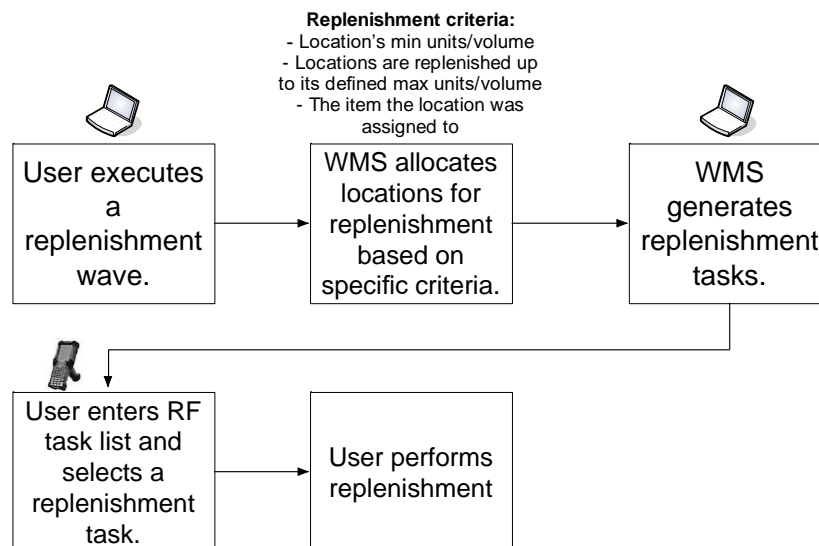 Replenishment criteria:
- Location's min units/volume
- Locations are replenished up
to its defined max units/volume
- The item the location was
assigned to
User executes
a
replenishment
wave.
WMS allocates
locations for
replenishment
based on
specific criteria.
WMS
generates
replenishment
tasks.
User enters RF
task list and
selects a
replenishment
task.
User performs
replenishment